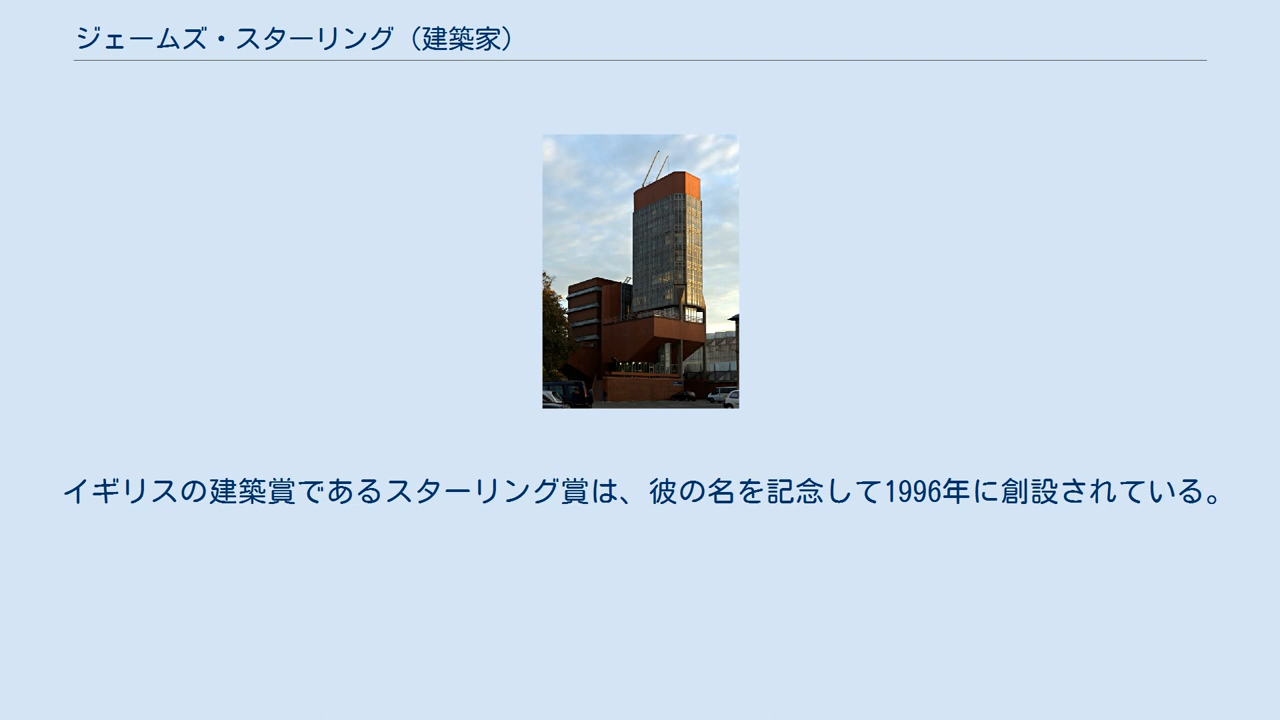 ジェームズ・スターリング（建築家）
イギリスの建築賞であるスターリング賞は、彼の名を記念して1996年に創設されている。